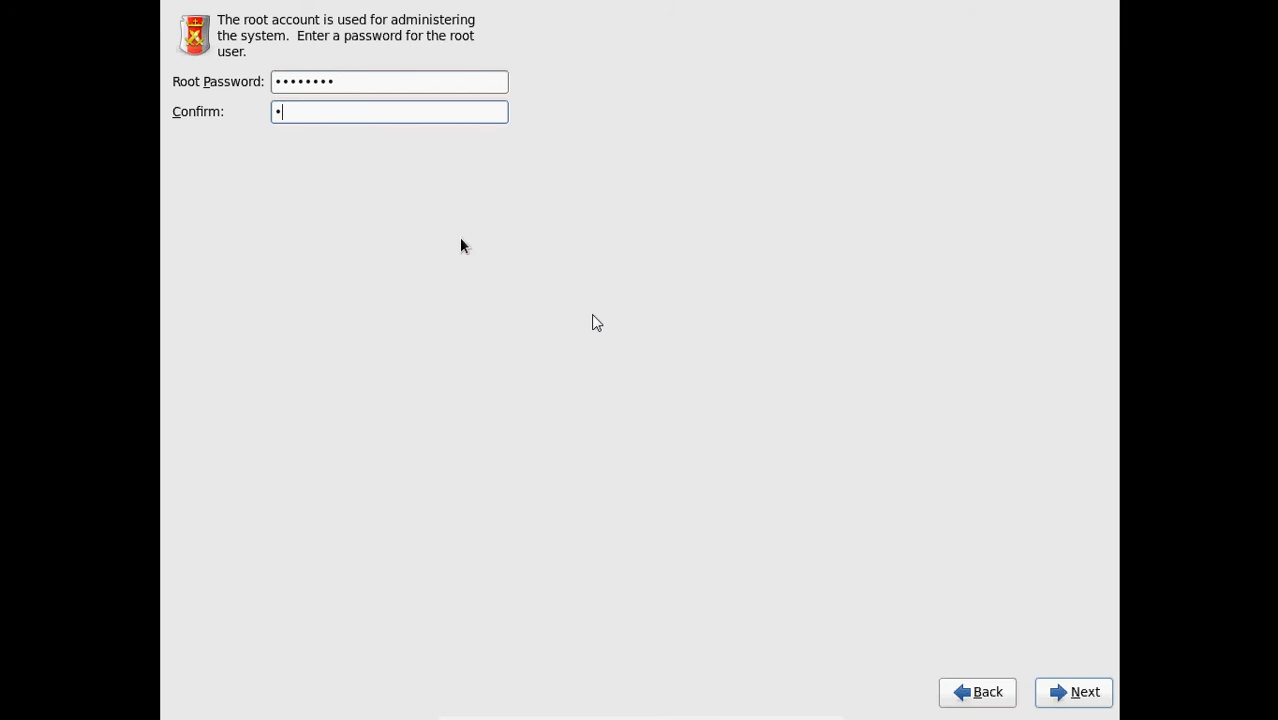 The root account is used for administering
the system.  Enter a password for the root
user.
Root Password: ••••••••
Confirm: •
Back
Next